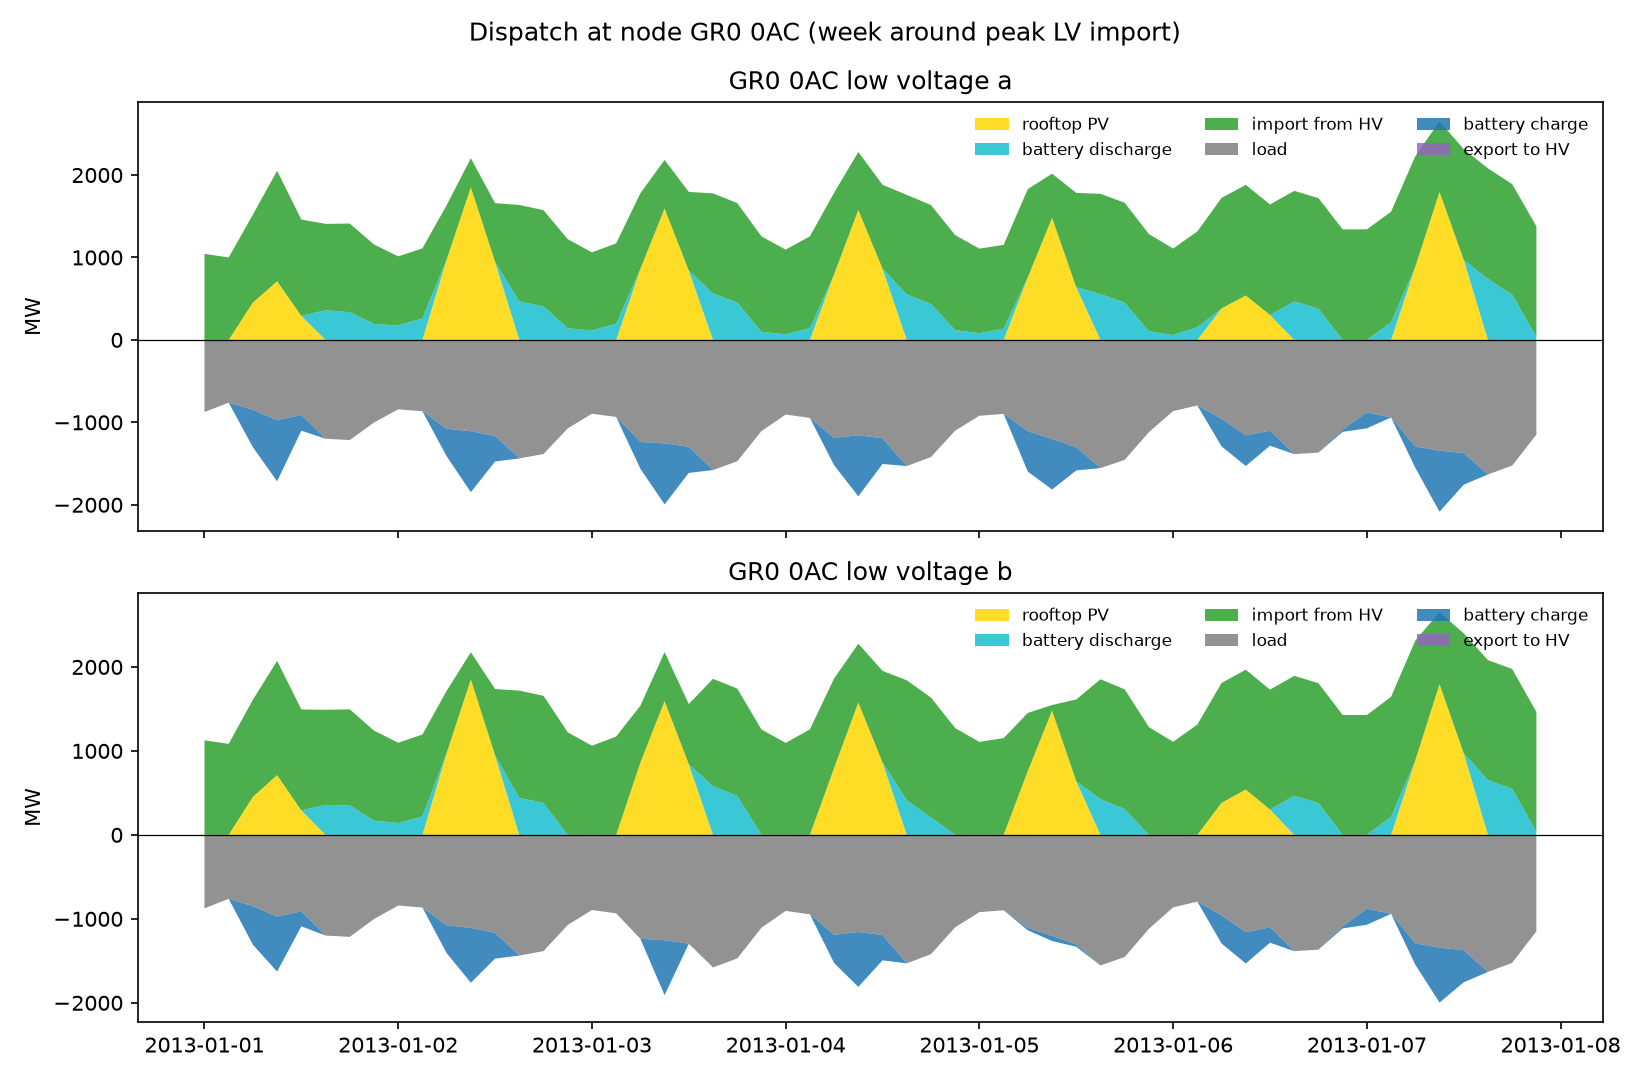 Dispatch at node GR0 0AC (week around peak LV import)
GR0 0AC low voltage a
rooftop PV
battery discharge
import from HV
load
battery charge
export to HV
MW
2000
1000
0
−1000
−2000
GR0 0AC low voltage b
rooftop PV
battery discharge
import from HV
load
battery charge
export to HV
MW
2000
1000
0
−1000
−2000
2013-01-01 2013-01-02 2013-01-03 2013-01-04 2013-01-05 2013-01-06 2013-01-07 2013-01-08